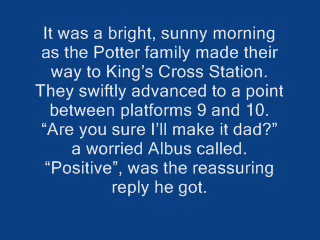 It was a bright, sunny morning
as the Potter family made their
way to King’s Cross Station.
They swiftly advanced to a point
between platforms 9 and 10.
“Are you sure I’ll make it dad?”
a worried Albus called.
“Positive”, was the reassuring
reply he got.